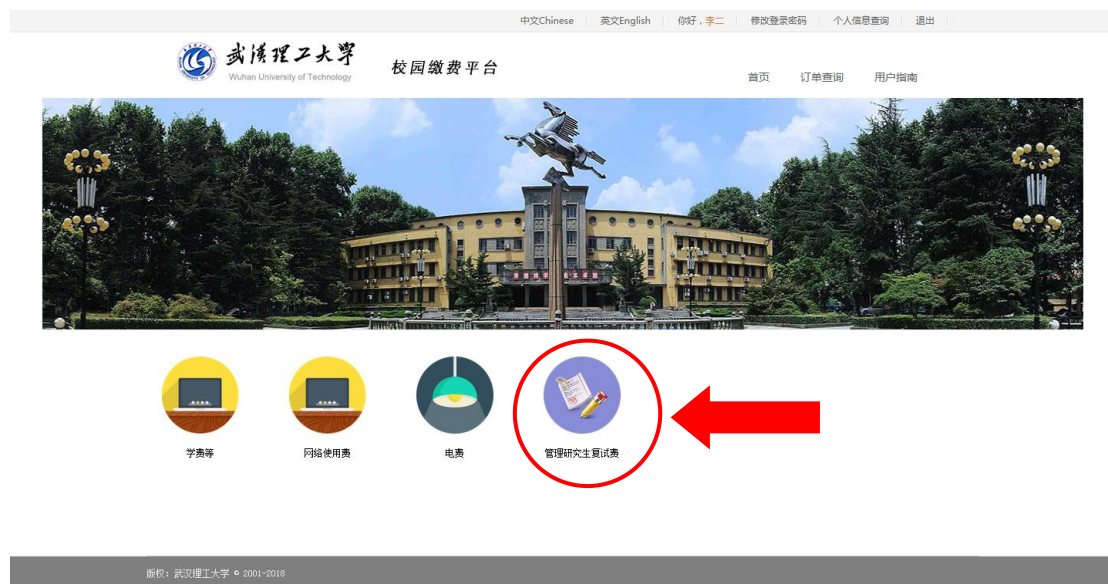 中文Chinese 英文English 你好，李二 修改登录密码 个人信息查询 退出
武汉理工大学 校园缴费平台
Wuhan University of Technology
首页 订单查询 用户指南
学费等 网络使用费 电费 管理研究生复试费
版权：武汉理工大学 © 2001-2018